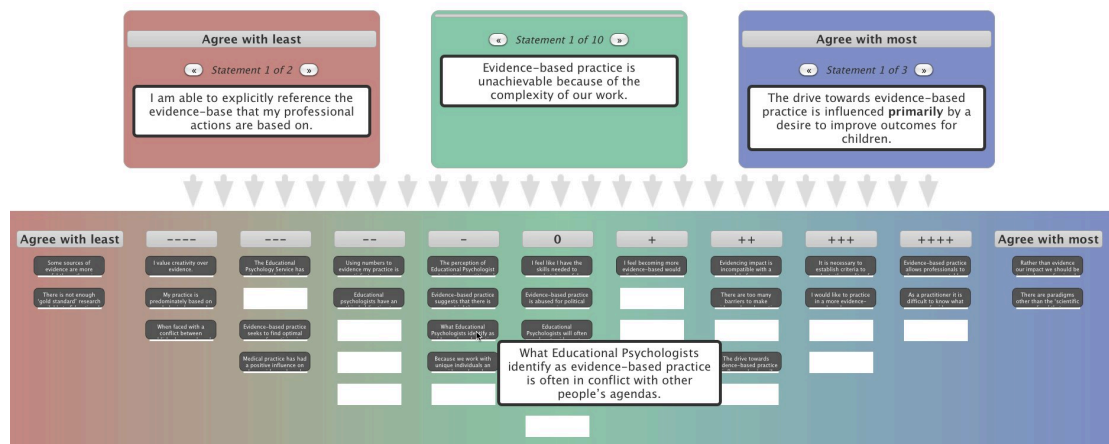 Agree with least
« Statement 1 of 2 »
I am able to explicitly reference the
evidence-base that my professional
actions are based on.
« Statement 1 of 10 »
Evidence-based practice is
unachievable because of the
complexity of our work.
Agree with most
« Statement 1 of 3 »
The drive towards evidence-based
practice is influenced primarily by a
desire to improve outcomes for
children.
Agree with least
----
---
--
-
0
+
++
+++
++++
Agree with most
Some sources of
evidence are more
I value creativity over
evidence.
The Educational
Psychology Service has
Using numbers to
evidence my practice is
The perception of
Educational Psychologist
I feel like I have the
skills needed to
I feel becoming more
evidence-based would
Evidencing impact is
incompatible with a
It is necessary to
establish criteria to
Evidence-based practice
allows professionals to
Rather than evidence
our impact we should be
There is not enough
'gold standard' research
My practice is
predominately based on
Educational
psychologists have an
Evidence-based practice
suggests that there is
Evidence-based practice
is abused for political
There are too many
barriers to make
I would like to practice
in a more evidence-
As a practitioner it is
difficult to know what
There are paradigms
other than the 'scientific
When faced with a
conflict between
Evidence-based practice
seeks to find optimal
What Educational
Psychologists identify as
Educational
Psychologists will often
Medical practice has had
a positive influence on
Because we work with
unique individuals an
The drive towards
dence-based practice
What Educational Psychologists
identify as evidence-based practice
is often in conflict with other
people's agendas.